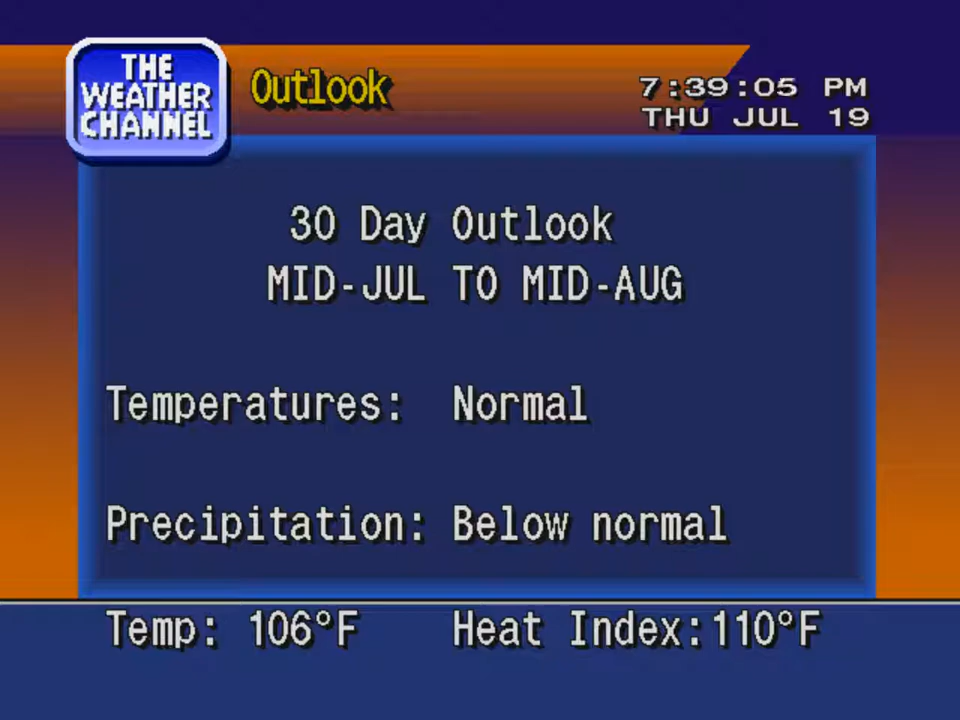 THE
WEATHER
CHANNEL
Outlook
7:39:05 PM
THU JUL 19
30 Day Outlook
MID-JUL TO MID-AUG
Temperatures: Normal
Precipitation: Below normal
Temp: 106°F Heat Index:110°F